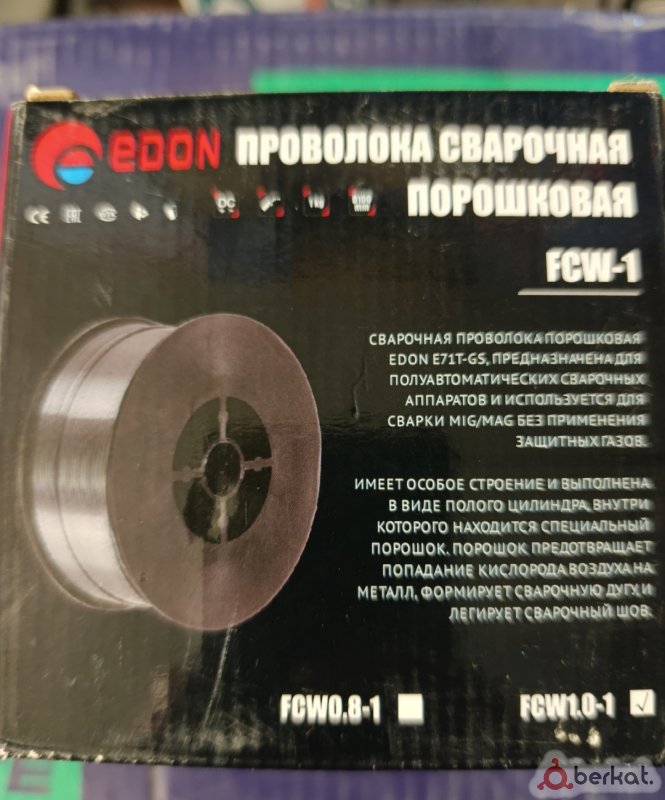 EDON ПРОВОЛОКА СВАРОЧНАЯ
ПОРОШКОВАЯ
CE EAC DC
FCW-1
СВАРОЧНАЯ ПРОВОЛОКА ПОРОШКОВАЯ
EDON E71T-GS, ПРЕДНАЗНАЧЕНА ДЛЯ
ПОЛУАВТОМАТИЧЕСКИХ СВАРОЧНЫХ
АППАРАТОВ И ИСПОЛЬЗУЕТСЯ ДЛЯ
СВАРКИ MIG/MAG БЕЗ ПРИМЕНЕНИЯ
ЗАЩИТНЫХ ГАЗОВ.
ИМЕЕТ ОСОБОЕ СТРОЕНИЕ И ВЫПОЛНЕНА
В ВИДЕ ПОЛОГО ЦИЛИНДРА, ВНУТРИ
КОТОРОГО НАХОДИТСЯ СПЕЦИАЛЬНЫЙ
ПОРОШОК. ПОРОШОК ПРЕДОТВРАЩАЕТ
ПОПАДАНИЕ КИСЛОРОДА ВОЗДУХА НА
МЕТАЛЛ, ФОРМИРУЕТ СВАРОЧНУЮ ДУГУ И
ЛЕГИРУЕТ СВАРОЧНЫЙ ШОВ.
FCW0.8-1 FCW1.0-1
berkat.